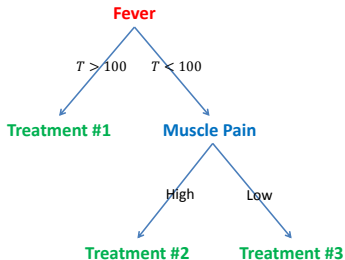 Fever
T > 100
T < 100
Treatment #1
Muscle Pain
High
Low
Treatment #2
Treatment #3